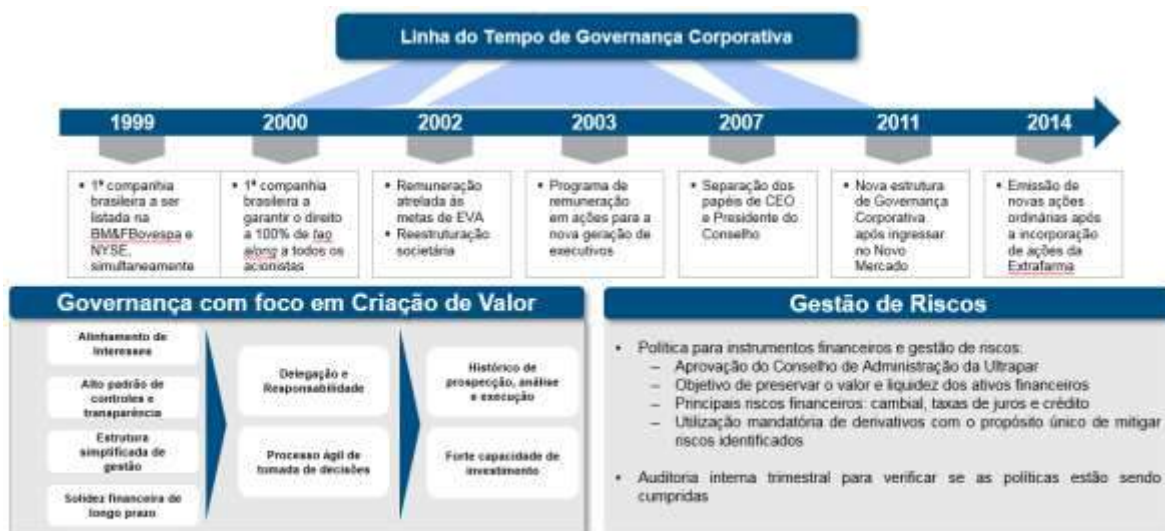 Linha do Tempo de Governança Corporativa
1999
2000
2002
2003
2007
2011
2014
▪ 1ª companhia
brasileira a ser
listada na
BM&FBovespa e
NYSE,
simultaneamente
▪ 1ª companhia
brasileira a
garantir o direito
a 100% de tag
along a todos os
acionistas
▪ Remuneração
atrelada às
metas de EVA
▪ Reestruturação
societária
▪ Programa de
remuneração
em ações para a
nova geração de
executivos
▪ Separação dos
papéis de CEO
e Presidente do
Conselho
▪ Nova estrutura
de Governança
Corporativa
após ingressar
no Novo
Mercado
▪ Emissão de
novas ações
ordinárias após
a incorporação
de ações da
Extrafarma
Governança com foco em Criação de Valor
Alinhamento de
Interesses
Alto padrão de
controles e
transparência
Estrutura
simplificada de
gestão
Solidez financeira de
longo prazo
Delegação e
Responsabilidade
Processo ágil de
tomada de decisões
Histórico de
prospecção, análise
e execução
Forte capacidade de
investimento
Gestão de Riscos
• Política para instrumentos financeiros e gestão de riscos:
– Aprovação do Conselho de Administração da Ultrapar
– Objetivo de preservar o valor e liquidez dos ativos financeiros
– Principais riscos financeiros: cambial, taxas de juros e crédito
– Utilização mandatória de derivativos com o propósito único de mitigar
riscos identificados
• Auditoria interna trimestral para verificar se as políticas estão sendo
cumpridas